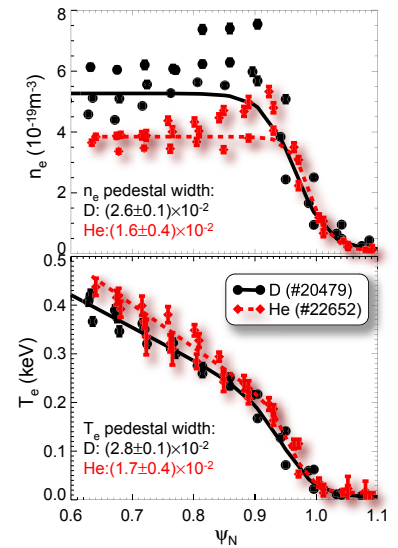 8
6
4
2
0
n_e (10^-19 m^-3)
n_e pedestal width:
D: (2.6±0.1)×10^-2
He:(1.6±0.4)×10^-2
0.5
0.4
0.3
0.2
0.1
0.0
T_e (keV)
D (#20479)
He (#22652)
T_e pedestal width:
D: (2.8±0.1)×10^-2
He:(1.7±0.4)×10^-2
0.6 0.7 0.8 0.9 1.0 1.1
ψ_N